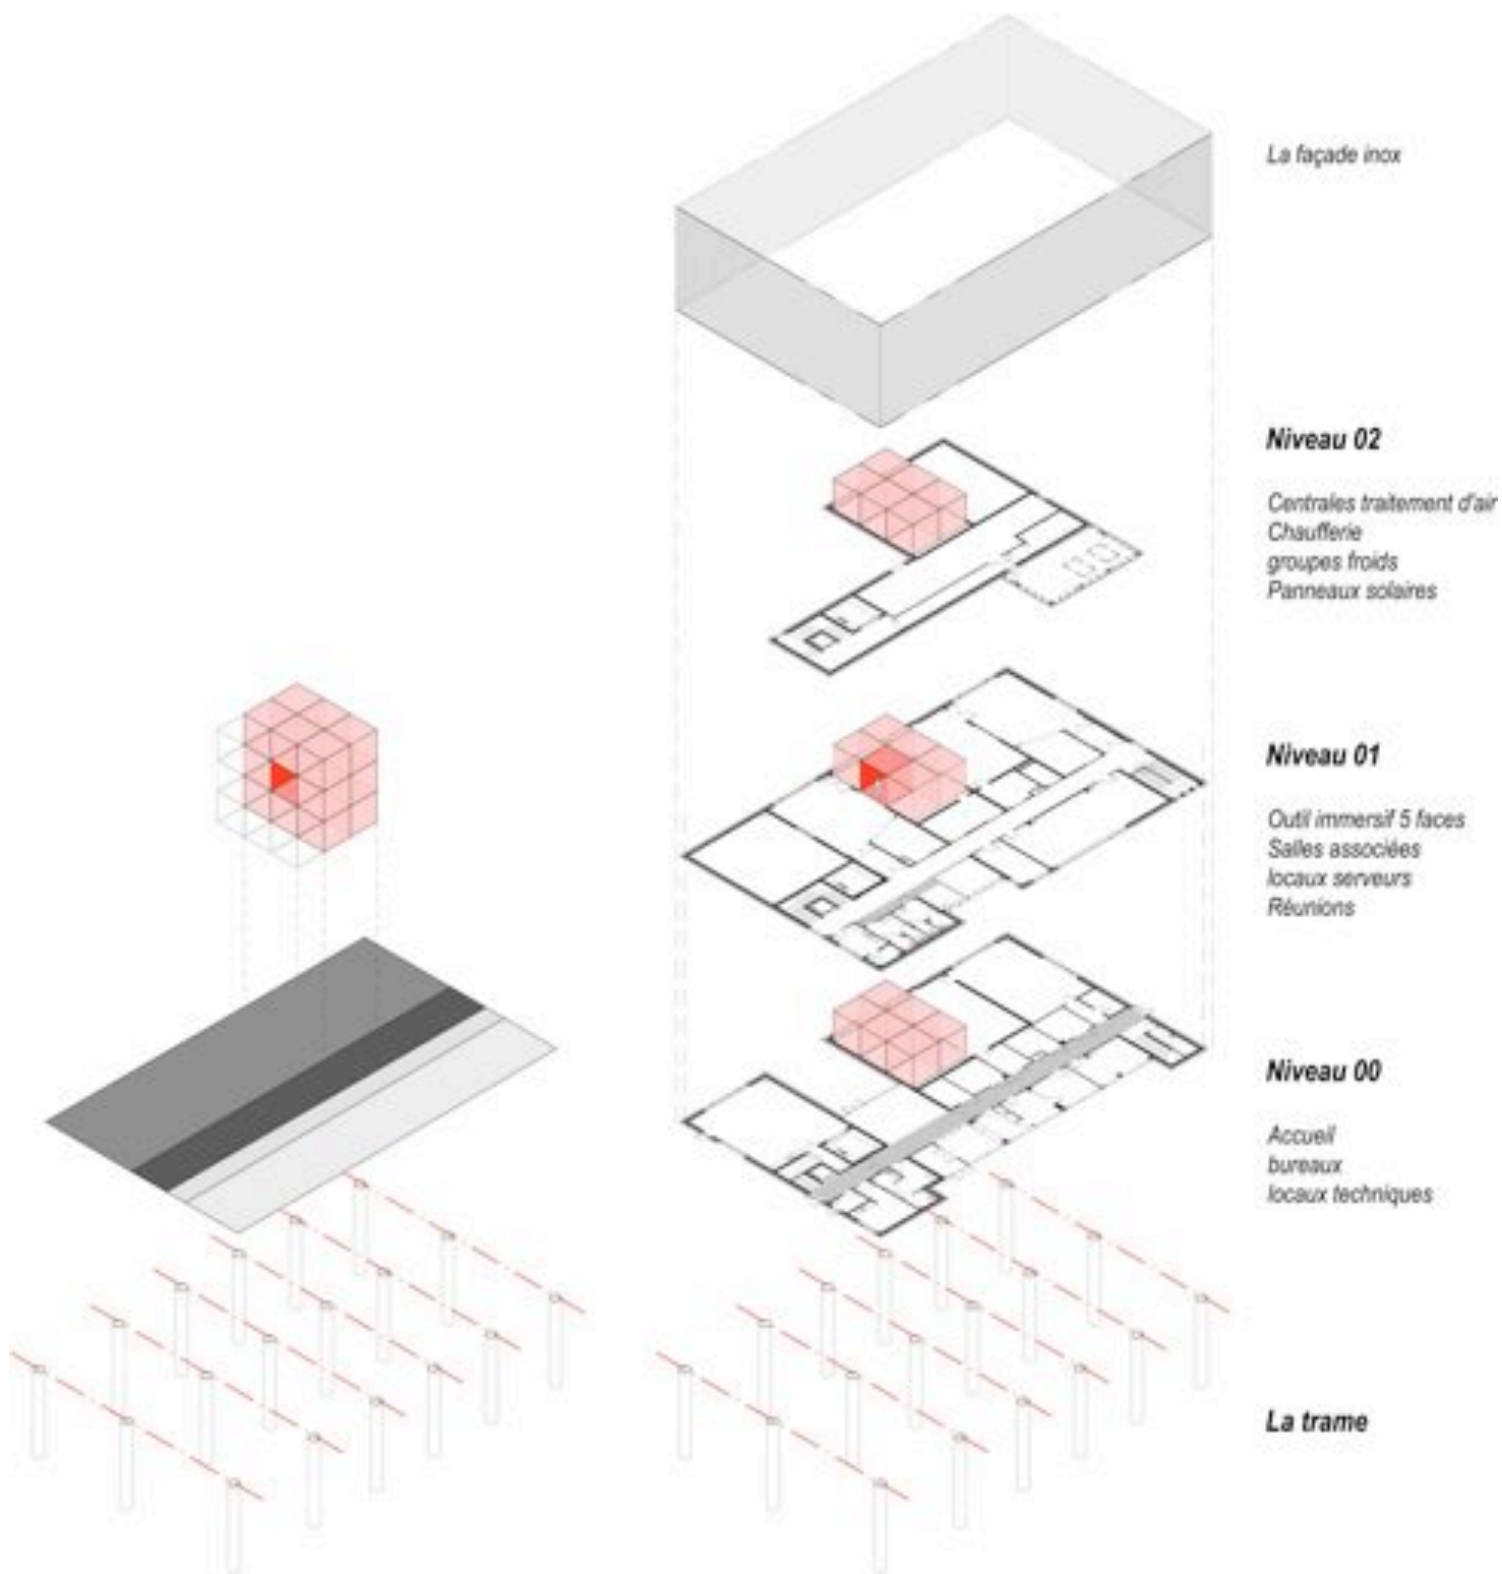 La façade inox
Niveau 02
Centrales traitement d'air
Chaufferie
groupes froids
Panneaux solaires
Niveau 01
Outil immersif 5 faces
Salles associées
locaux serveurs
Réunions
Niveau 00
Accueil
bureaux
locaux techniques
La trame